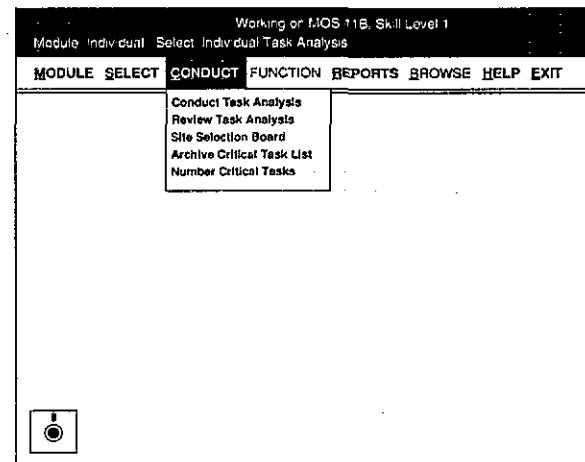 Working on MOS 11B, Skill Level 1
Module Individual Select Individual Task Analysis
MODULE SELECT CONDUCT FUNCTION REPORTS BROWSE HELP EXIT
Conduct Task Analysis
Review Task Analysis
Site Selection Board
Archive Critical Task List
Number Critical Tasks